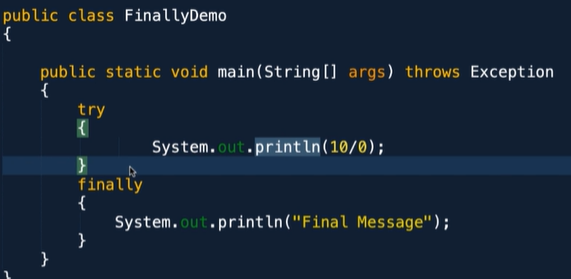 public class FinallyDemo
{
public static void main(String[] args) throws Exception
{
try
{
System.out.println(10/0);
}
finally
{
System.out.println("Final Message");
}
}
}